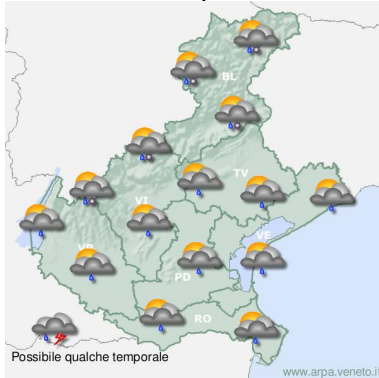 BL
TV
VI
VR
VE
PD
RO
Possibile qualche temporale
www.arpa.veneto.it